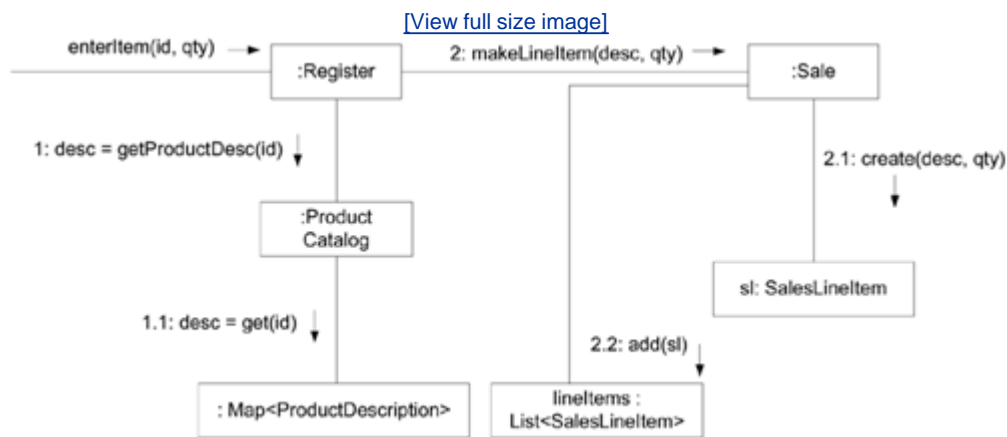 [View full size image]
enterItem(id, qty)
2: makeLineItem(desc, qty)
:Register
:Sale
1: desc = getProductDesc(id)
2.1: create(desc, qty)
:Product
Catalog
sl: SalesLineItem
1.1: desc = get(id)
2.2: add(sl)
: Map<ProductDescription>
lineItems :
List<SalesLineItem>